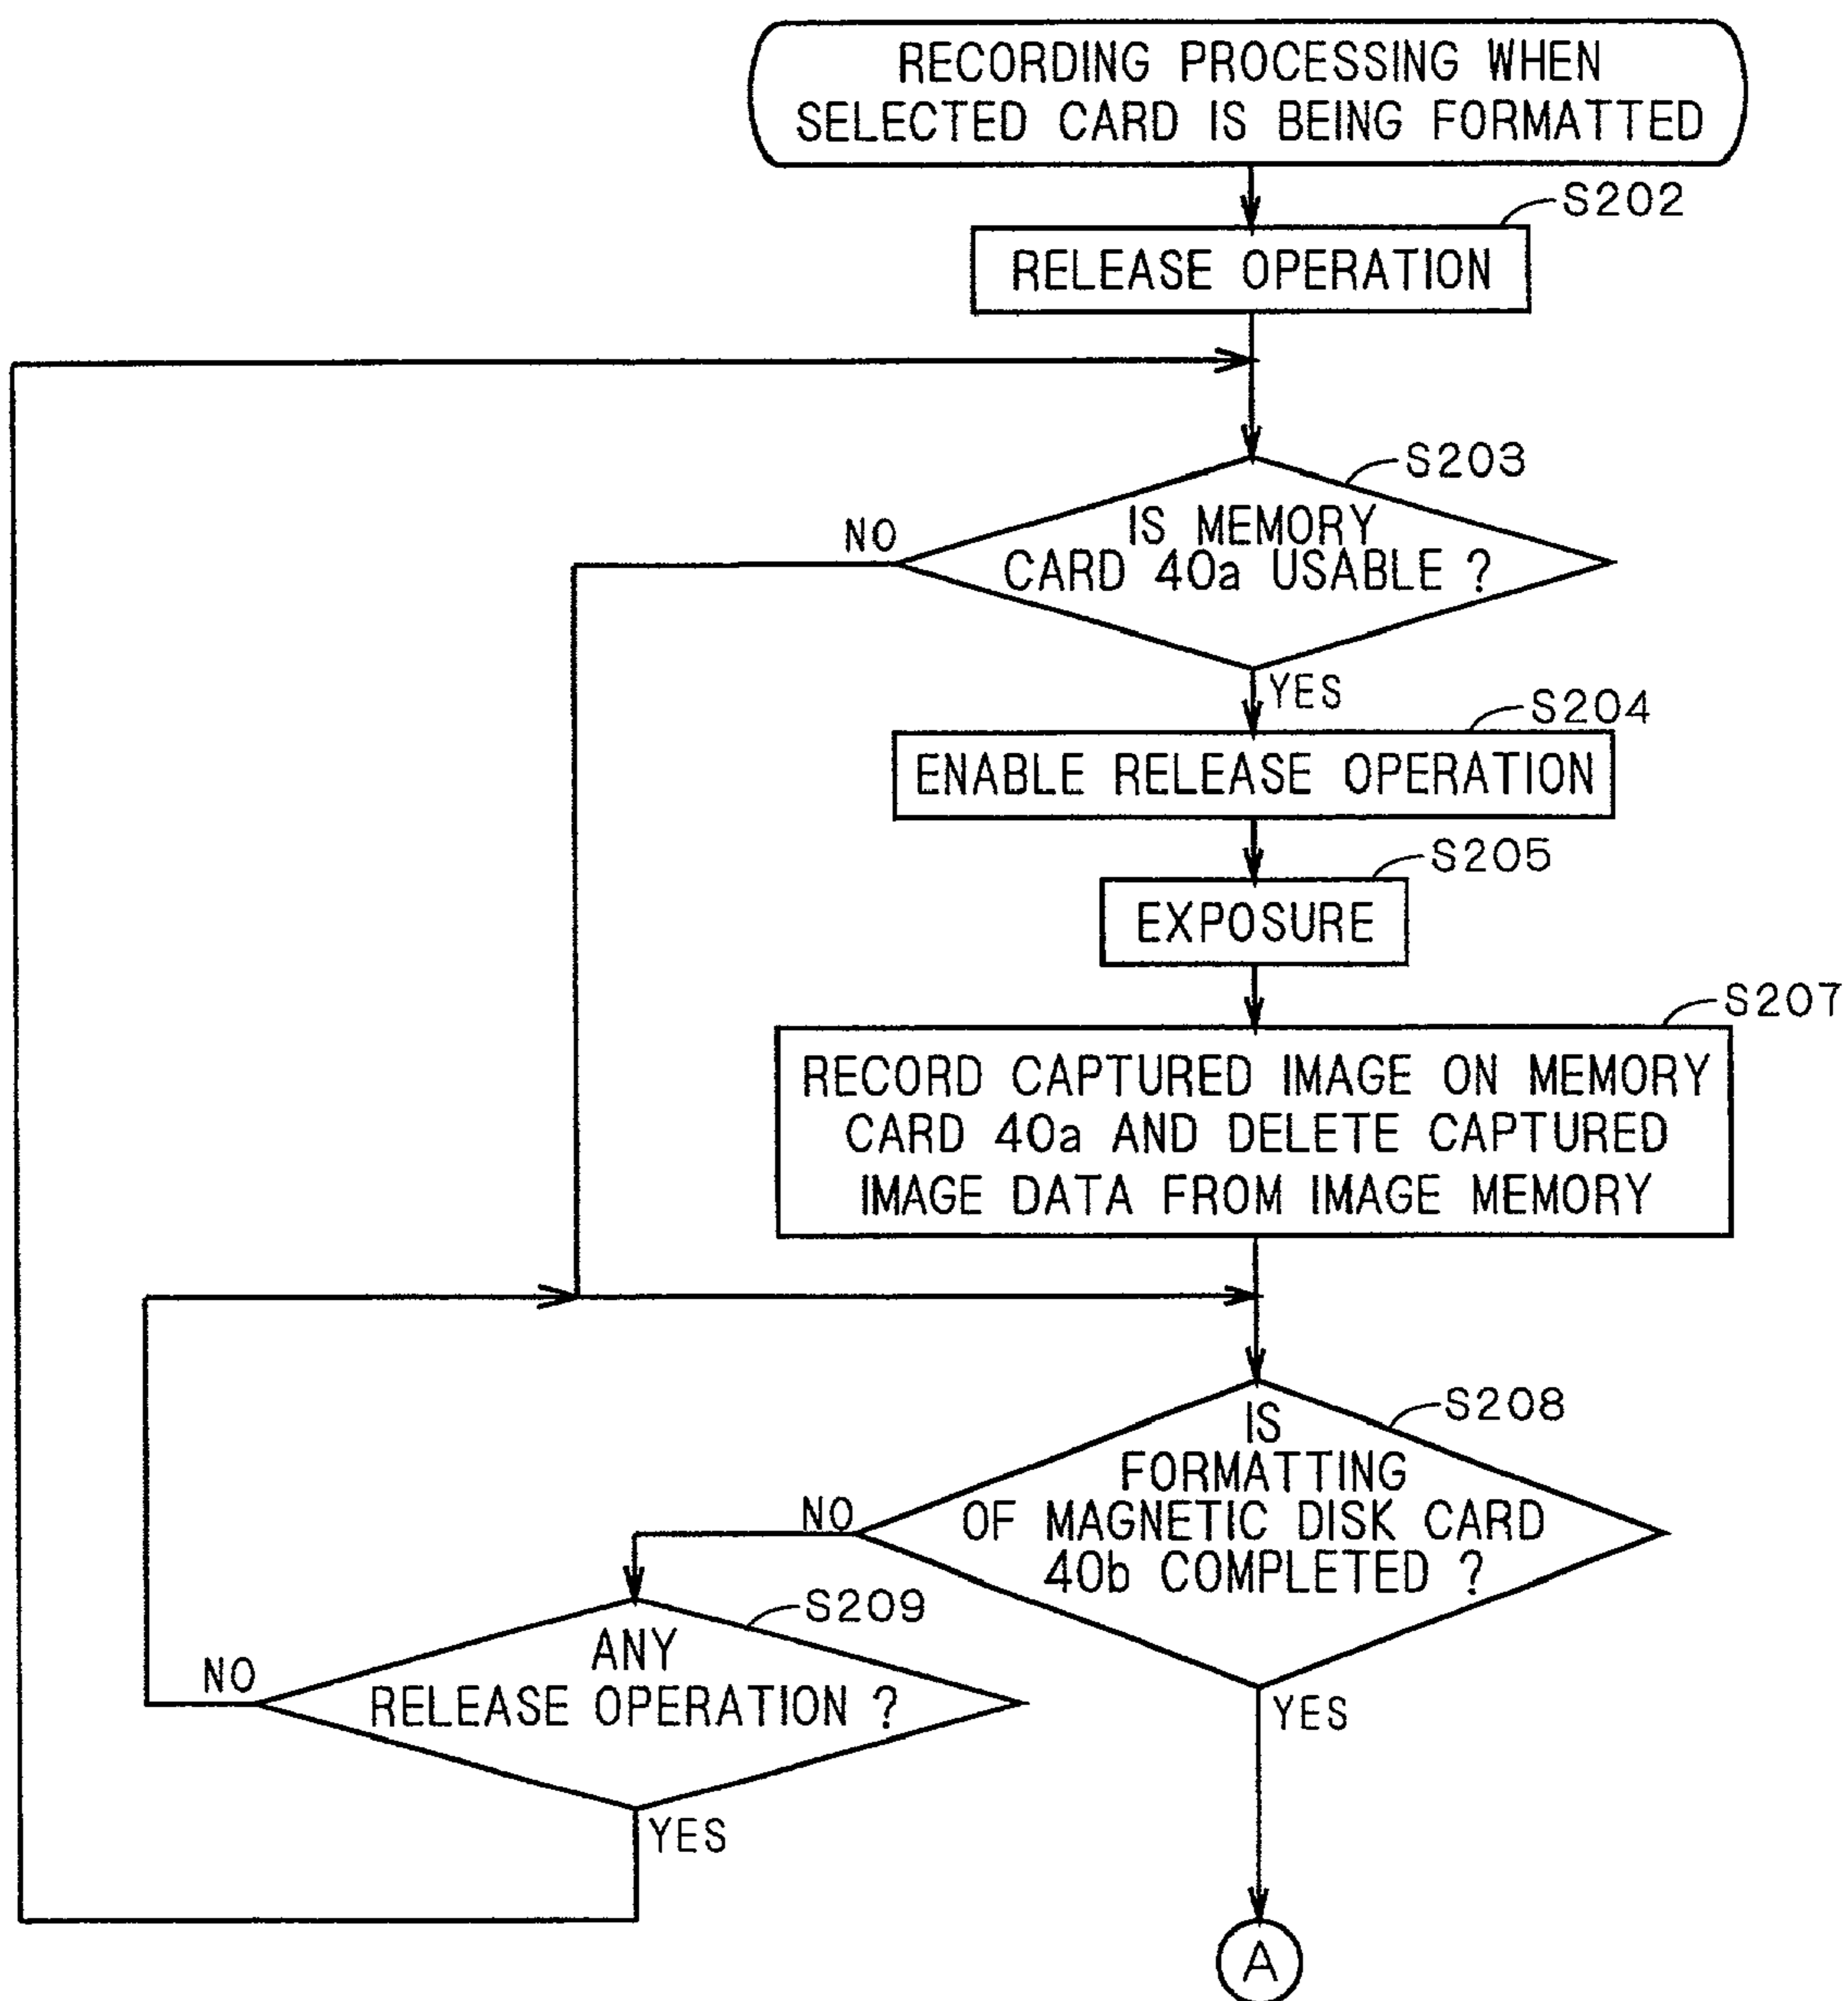 RECORDING PROCESSING WHEN
SELECTED CARD IS BEING FORMATTED
S202
RELEASE OPERATION
S203
NO
IS MEMORY
CARD 40a USABLE ?
YES
S204
ENABLE RELEASE OPERATION
S205
EXPOSURE
S207
RECORD CAPTURED IMAGE ON MEMORY
CARD 40a AND DELETE CAPTURED
IMAGE DATA FROM IMAGE MEMORY
S208
IS
FORMATTING
NO
OF MAGNETIC DISK CARD
40b COMPLETED ?
S209
ANY
NO
RELEASE OPERATION ?
YES
YES
A